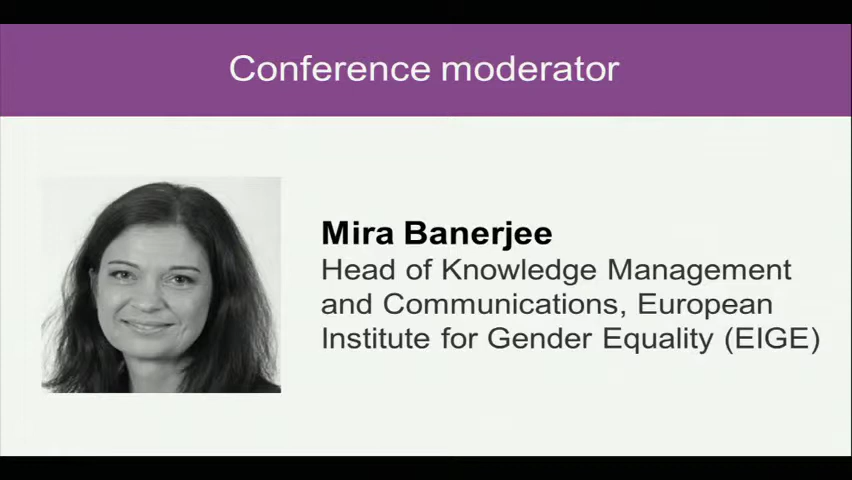 Conference moderator
Mira Banerjee
Head of Knowledge Management
and Communications, European
Institute for Gender Equality (EIGE)